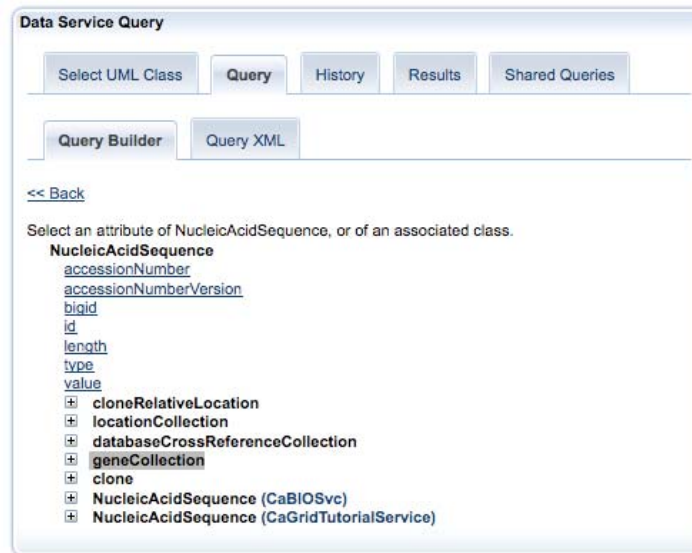 Data Service Query
Select UML Class Query History Results Shared Queries
Query Builder Query XML
<< Back
Select an attribute of NucleicAcidSequence, or of an associated class.
NucleicAcidSequence
accessionNumber
accessionNumberVersion
bigid
id
length
type
value
cloneRelativeLocation
locationCollection
databaseCrossReferenceCollection
geneCollection
clone
NucleicAcidSequence (CaBIOSvc)
NucleicAcidSequence (CaGridTutorialService)